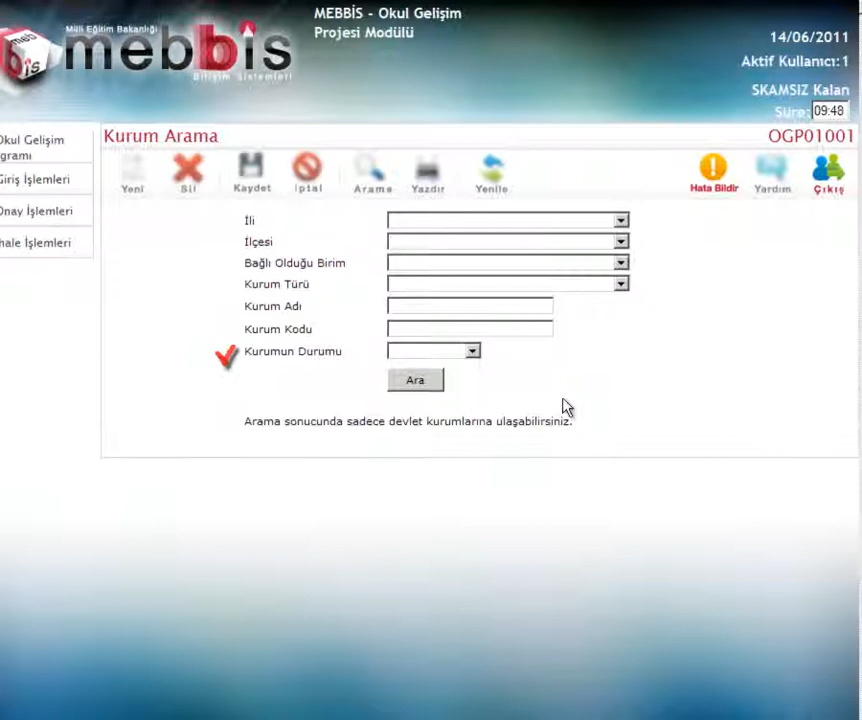 MEBBİS - Okul Gelişim
Projesi Modülü
Milli Eğitim Bakanlığı
mebbis
Bilişim Sistemleri
meb
bis
14/06/2011
Aktif Kullanıcı: 1
SKAMSIZ Kalan
Süre: 09:48
Okul Gelişim
gramı
Giriş İşlemleri
Onay İşlemleri
hale İşlemleri
Kurum Arama
OGP01001
Yeni
Sil
Kaydet
İptal
Arama
Yazdır
Yenile
Hata Bildir
Yardım
Çıkış
İli
İlçesi
Bağlı Olduğu Birim
Kurum Türü
Kurum Adı
Kurum Kodu
Kurumun Durumu
Ara
Arama sonucunda sadece devlet kurumlarına ulaşabilirsiniz.